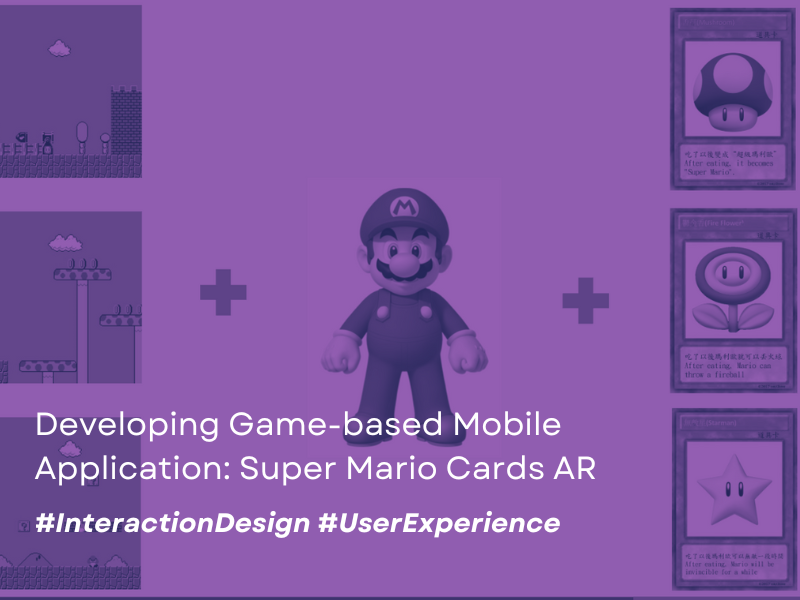 After eating, it becomes
"Super Mario".
After eating, Mario can
throw a fireball
Developing Game-based Mobile
Application: Super Mario Cards AR
#InteractionDesign #UserExperience
After eating, Mario will be
invincible for a while